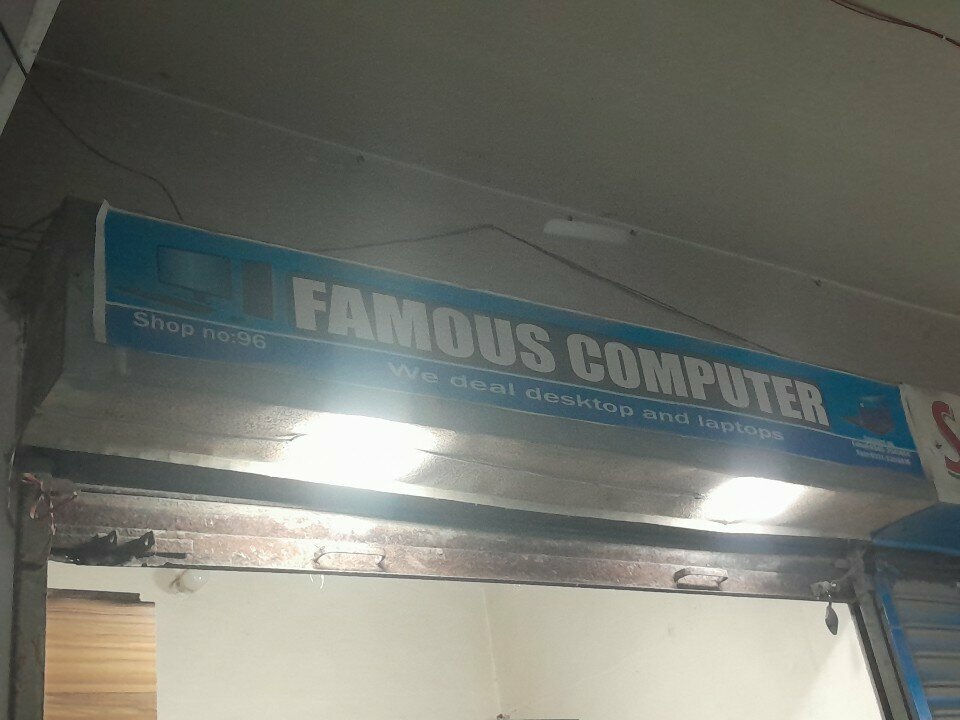 FAMOUS COMPUTER
Shop no:96
We deal desktop and laptops
S